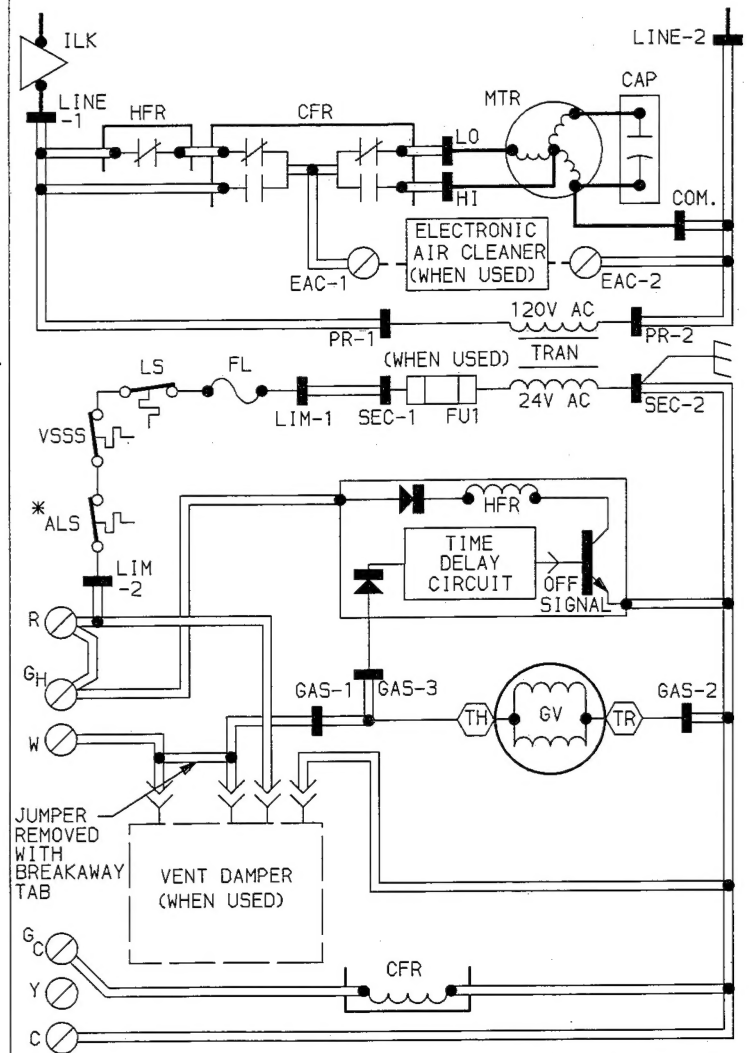 ILK
LINE-2
LINE
-1
HFR
CFR
MTR
CAP
LO
HI
COM.
ELECTRONIC
AIR CLEANER
(WHEN USED)
EAC-1
EAC-2
120V AC
PR-1
PR-2
(WHEN USED)
TRAN
LS
FL
LIM-1
SEC-1
FU1
24V AC
SEC-2
VSSS
*ALS
HFR
TIME
DELAY
CIRCUIT
OFF
SIGNAL
LIM
-2
R
GH
GAS-1
GAS-3
GAS-2
TH
GV
TR
W
JUMPER
REMOVED
WITH
BREAKAWAY
TAB
VENT DAMPER
(WHEN USED)
GC
CFR
Y
C